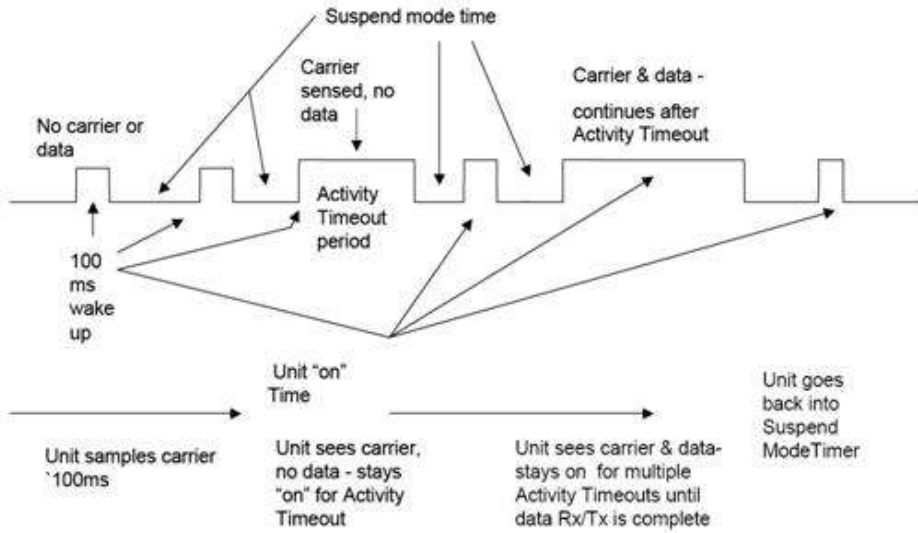 Suspend mode time
Carrier
sensed, no
data
Carrier & data -
continues after
Activity Timeout
No carrier or
data
Activity
Timeout
period
100
ms
wake
up
Unit “on”
Time
Unit goes
back into
Suspend
ModeTimer
Unit samples carrier
`100ms
Unit sees carrier,
no data - stays
“on” for Activity
Timeout
Unit sees carrier & data-
stays on for multiple
Activity Timeouts until
data Rx/Tx is complete